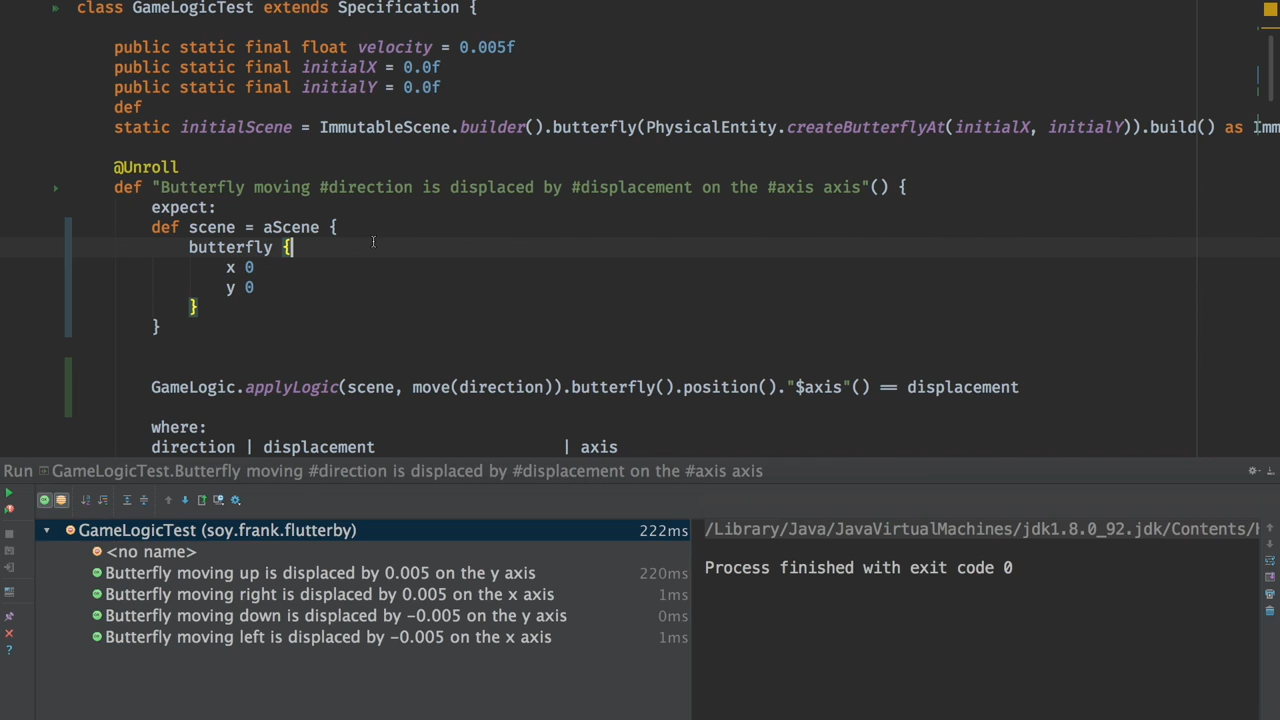 class GameLogicTest extends Specification {
public static final float velocity = 0.005f
public static final initialX = 0.0f
public static final initialY = 0.0f
def
static initialScene = ImmutableScene.builder().butterfly(PhysicalEntity.createButterflyAt(initialX, initialY)).build() as Imm
@Unroll
def "Butterfly moving #direction is displaced by #displacement on the #axis axis"() {
expect:
def scene = aScene {
butterfly {
x 0
y 0
}
}
GameLogic.applyLogic(scene, move(direction)).butterfly().position()."$axis"() == displacement
where:
direction | displacement | axis
Run GameLogicTest.Butterfly moving #direction is displaced by #displacement on the #axis axis
GameLogicTest (soy.frank.flutterby) 222ms
<no name>
Butterfly moving up is displaced by 0.005 on the y axis 220ms
Butterfly moving right is displaced by 0.005 on the x axis 1ms
Butterfly moving down is displaced by -0.005 on the y axis 0ms
Butterfly moving left is displaced by -0.005 on the x axis 1ms
/Library/Java/JavaVirtualMachines/jdk1.8.0_92.jdk/Contents/
Process finished with exit code 0